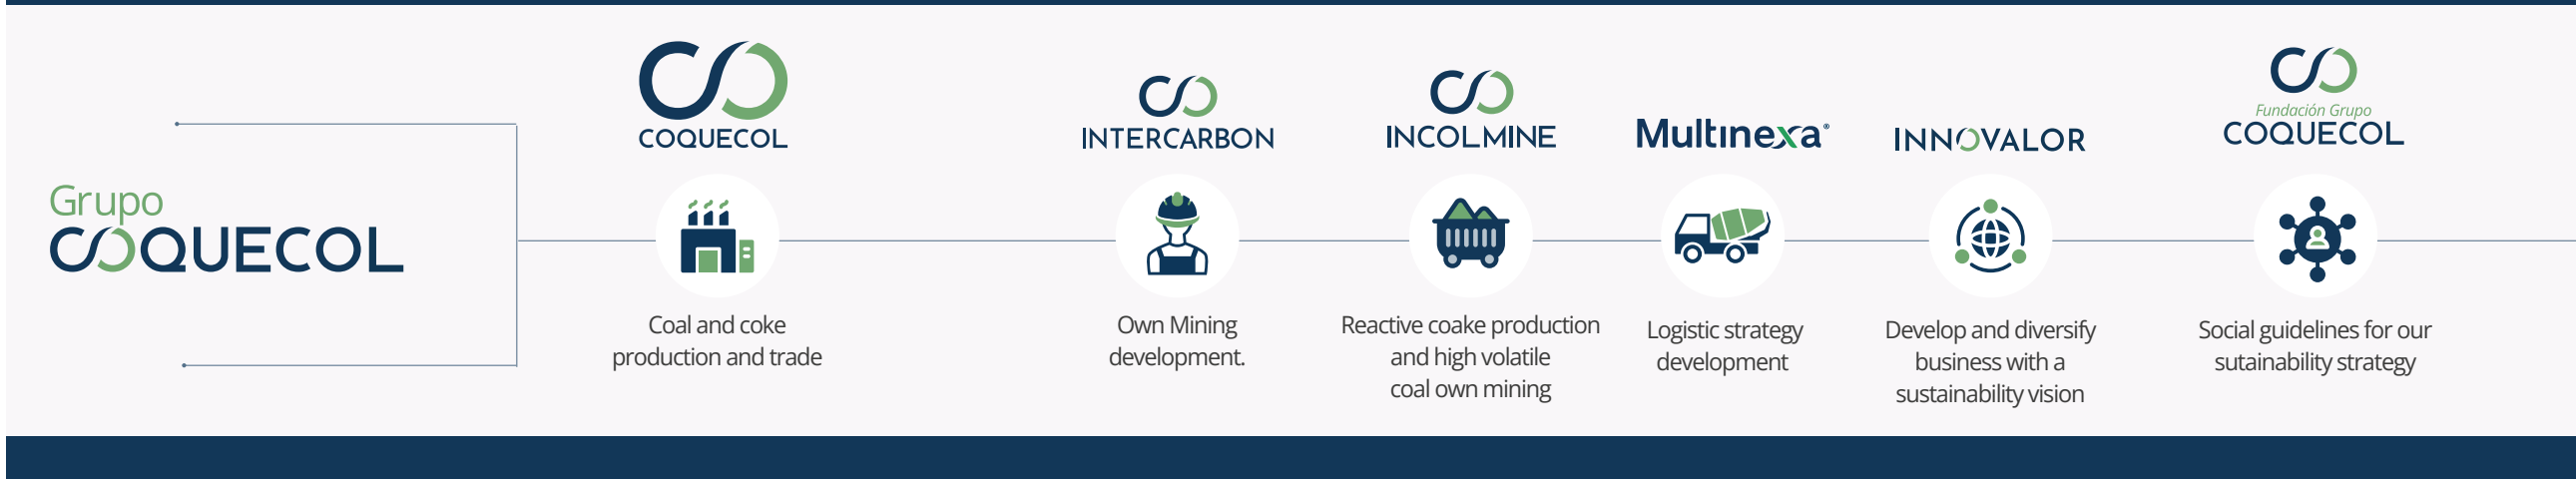 Grupo
COQUECOL
COQUECOL
Coal and coke
production and trade
INTERCARBON
Own Mining
development.
INCOLMINE
Reactive coake production
and high volatile
coal own mining
Multinexa®
Logistic strategy
development
INNOVALOR
Develop and diversify
business with a
sustainability vision
Fundación Grupo
COQUECOL
Social guidelines for our
sutainability strategy